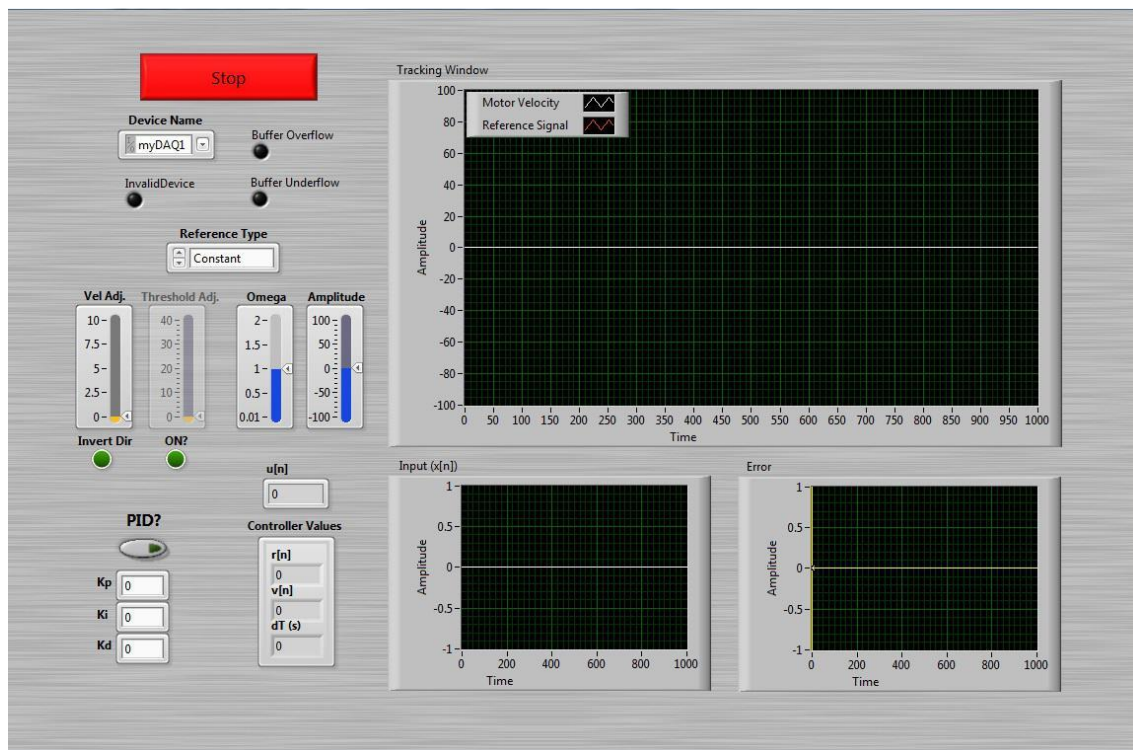 Stop
Device Name
myDAQ1
Buffer Overflow
InvalidDevice
Buffer Underflow
Reference Type
Constant
Vel Adj. Threshold Adj. Omega Amplitude
10 40 2 100
7.5 30 1.5 50
5 20 1 0
2.5 10 0.5 -50
0 0 0.01 -100
Invert Dir ON?
u[n]
0
PID?
Controller Values
Kp 0
Ki 0
Kd 0
r[n]
0
v[n]
0
dT (s)
0
Tracking Window
Motor Velocity
Reference Signal
Amplitude
100
80
60
40
20
0
-20
-40
-60
-80
-100
0 50 100 150 200 250 300 350 400 450 500 550 600 650 700 750 800 850 900 950 1000
Time
Input (x[n])
Amplitude
1
0.5
0
-0.5
-1
0 200 400 600 800 1000
Time
Error
Amplitude
1
0.5
0
-0.5
-1
0 200 400 600 800 1000
Time